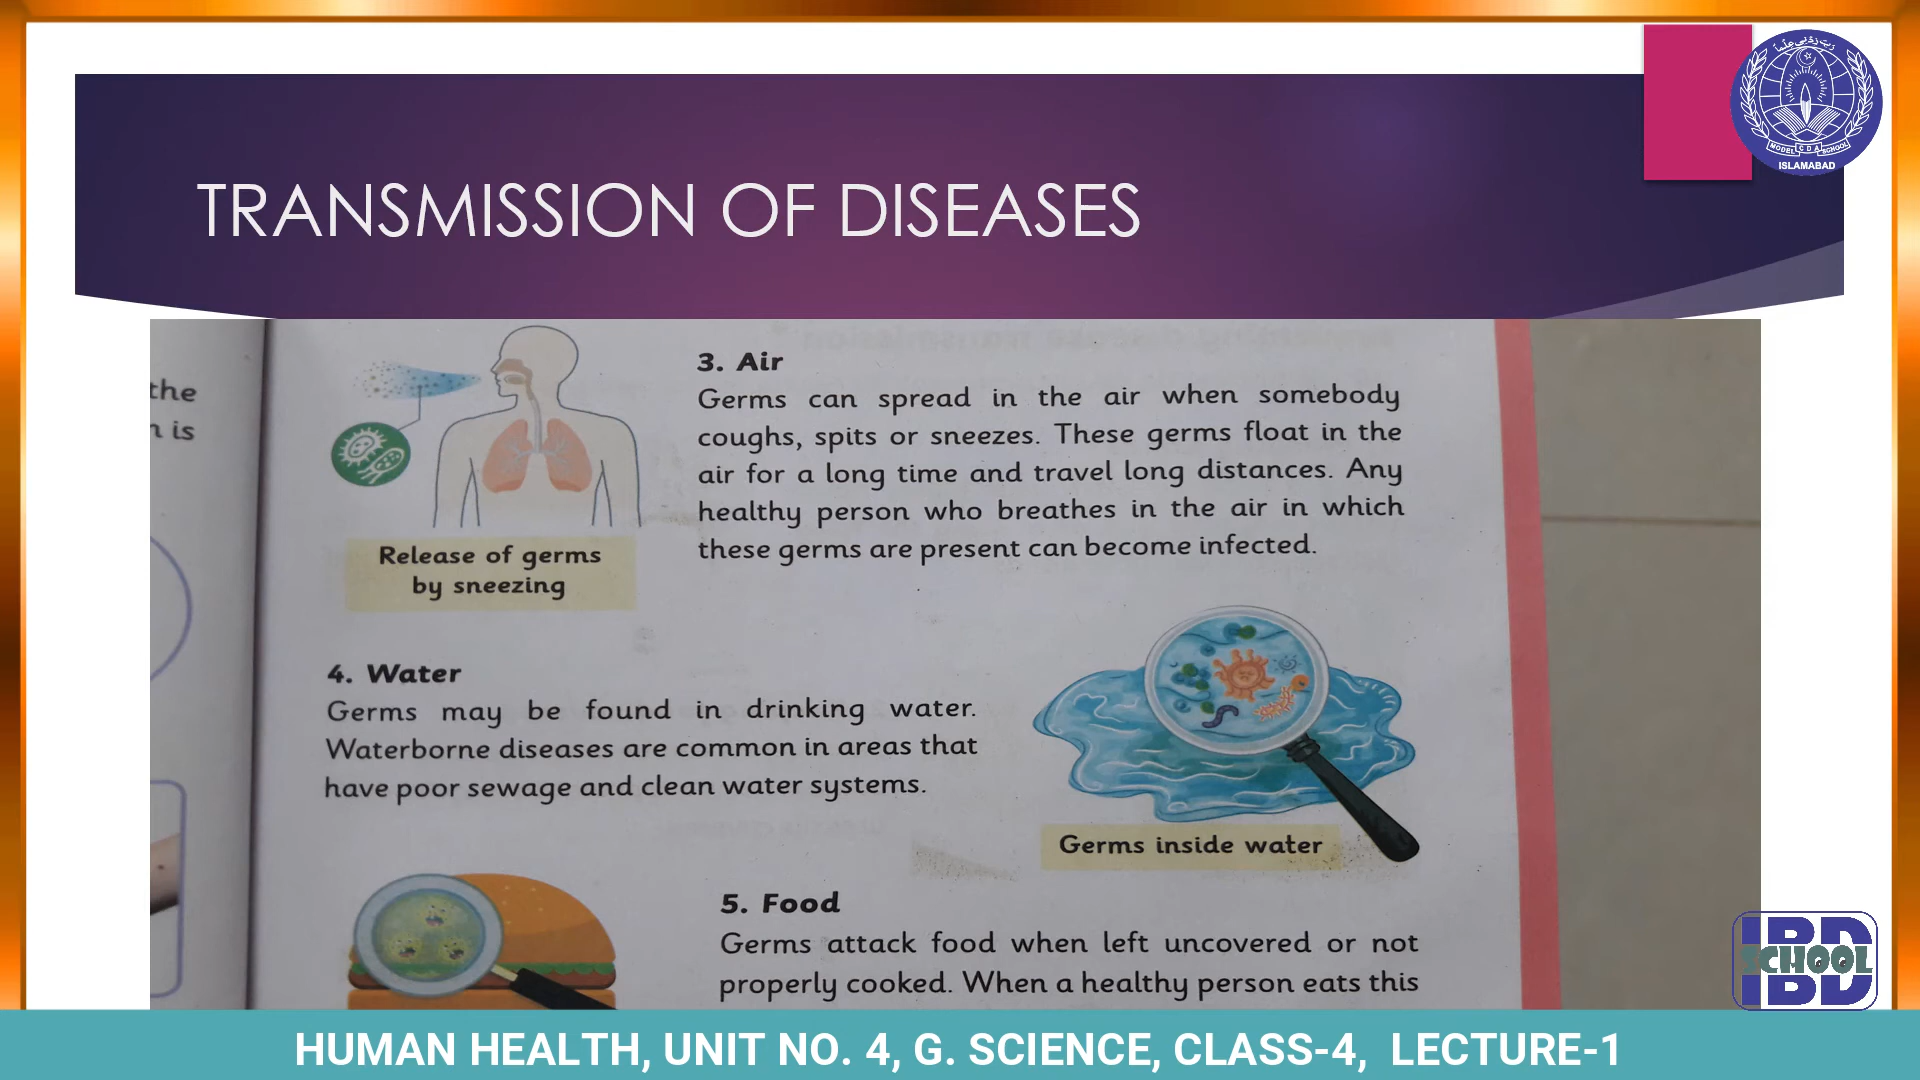 TRANSMISSION OF DISEASES
MODEL CDA SCHOOL
ISLAMABAD
the
is
3. Air
Germs can spread in the air when somebody
coughs, spits or sneezes. These germs float in the
air for a long time and travel long distances. Any
healthy person who breathes in the air in which
these germs are present can become infected.
Release of germs
by sneezing
4. Water
Germs may be found in drinking water.
Waterborne diseases are common in areas that
have poor sewage and clean water systems.
Germs inside water
5. Food
Germs attack food when left uncovered or not
properly cooked. When a healthy person eats this
IBD
SCHOOL
IBD
HUMAN HEALTH, UNIT NO. 4, G. SCIENCE, CLASS-4, LECTURE-1